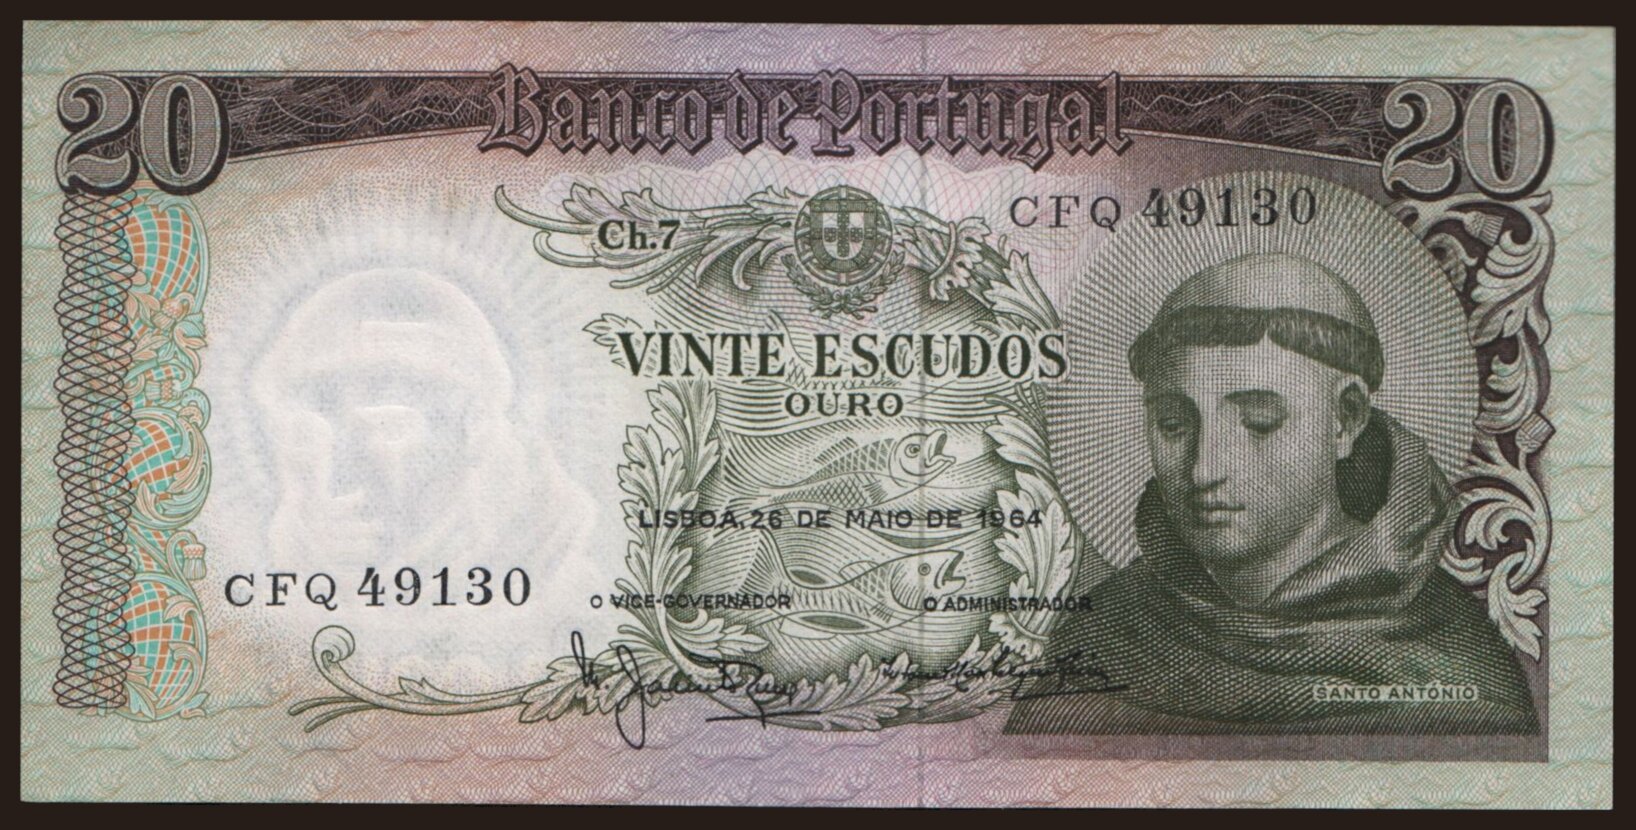 20 Banco de Portugal 20
CFQ 49130
Ch.7
VINTE ESCUDOS
OURO
LISBOA, 26 DE MAIO DE 1964
CFQ 49130
O VICE-GOVERNADOR O ADMINISTRADOR
SANTO ANTÓNIO